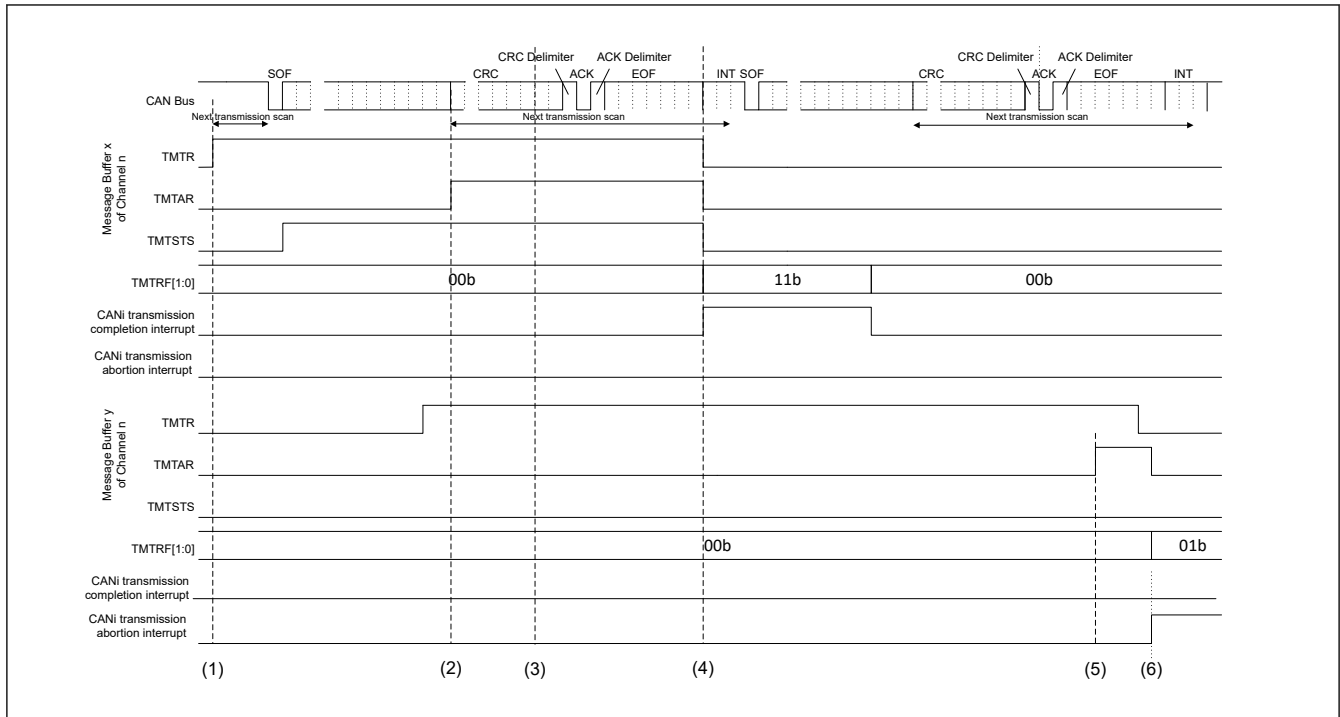 CRC Delimiter ACK Delimiter CRC Delimiter ACK Delimiter
SOF CRC ACK EOF INT SOF CRC ACK EOF INT
CAN Bus
Next transmission scan Next transmission scan Next transmission scan
Message Buffer x
of Channel n
TMTR
TMTAR
TMTSTS
TMTRF[1:0] 00b 11b 00b
CANi transmission
completion interrupt
CANi transmission
abortion interrupt
Message Buffer y
of Channel n
TMTR
TMTAR
TMTSTS
TMTRF[1:0] 00b 01b
CANi transmission
completion interrupt
CANi transmission
abortion interrupt
(1) (2) (3) (4) (5) (6)